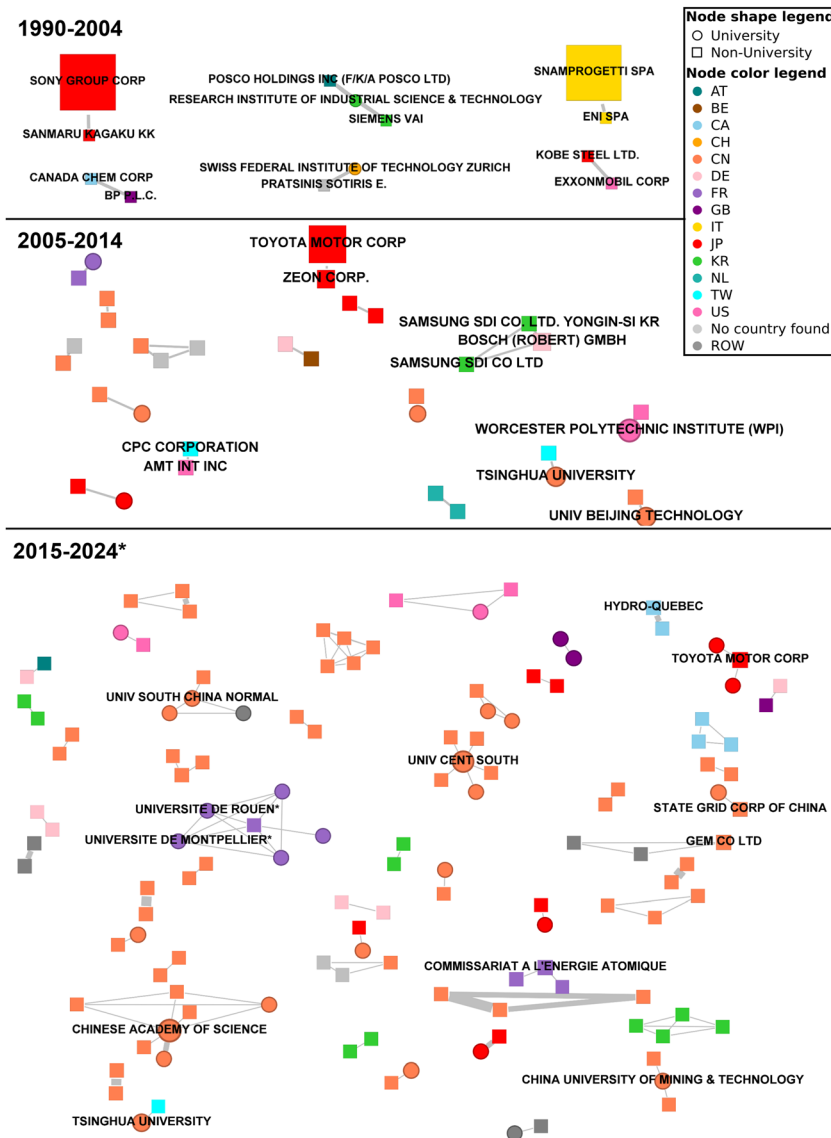 1990-2004
SONY GROUP CORP
SANMARU KAGAKU KK
CANADA CHEM CORP
BP P.L.C.
POSCO HOLDINGS INC (F/K/A POSCO LTD)
RESEARCH INSTITUTE OF INDUSTRIAL SCIENCE & TECHNOLOGY
SIEMENS VAI
SWISS FEDERAL INSTITUTE OF TECHNOLOGY ZURICH
PRATSINIS SOTIRIS E.
SNAMPROGETTI SPA
ENI SPA
KOBE STEEL LTD.
EXXONMOBIL CORP
Node shape legend
University
Non-University
Node color legend
AT
BE
CA
CH
CN
DE
FR
GB
IT
JP
KR
NL
TW
US
No country found
ROW
2005-2014
TOYOTA MOTOR CORP
ZEON CORP.
SAMSUNG SDI CO. LTD. YONGIN-SI KR
BOSCH (ROBERT) GMBH
SAMSUNG SDI CO LTD
CPC CORPORATION
AMT INT INC
WORCESTER POLYTECHNIC INSTITUTE (WPI)
TSINGHUA UNIVERSITY
UNIV BEIJING TECHNOLOGY
2015-2024*
HYDRO-QUEBEC
TOYOTA MOTOR CORP
UNIV SOUTH CHINA NORMAL
UNIV CENT SOUTH
UNIVERSITE DE ROUEN*
STATE GRID CORP OF CHINA
UNIVERSITE DE MONTPELLIER*
GEM CO LTD
COMMISSARIAT A L'ENERGIE ATOMIQUE
CHINESE ACADEMY OF SCIENCE
CHINA UNIVERSITY OF MINING & TECHNOLOGY
TSINGHUA UNIVERSITY